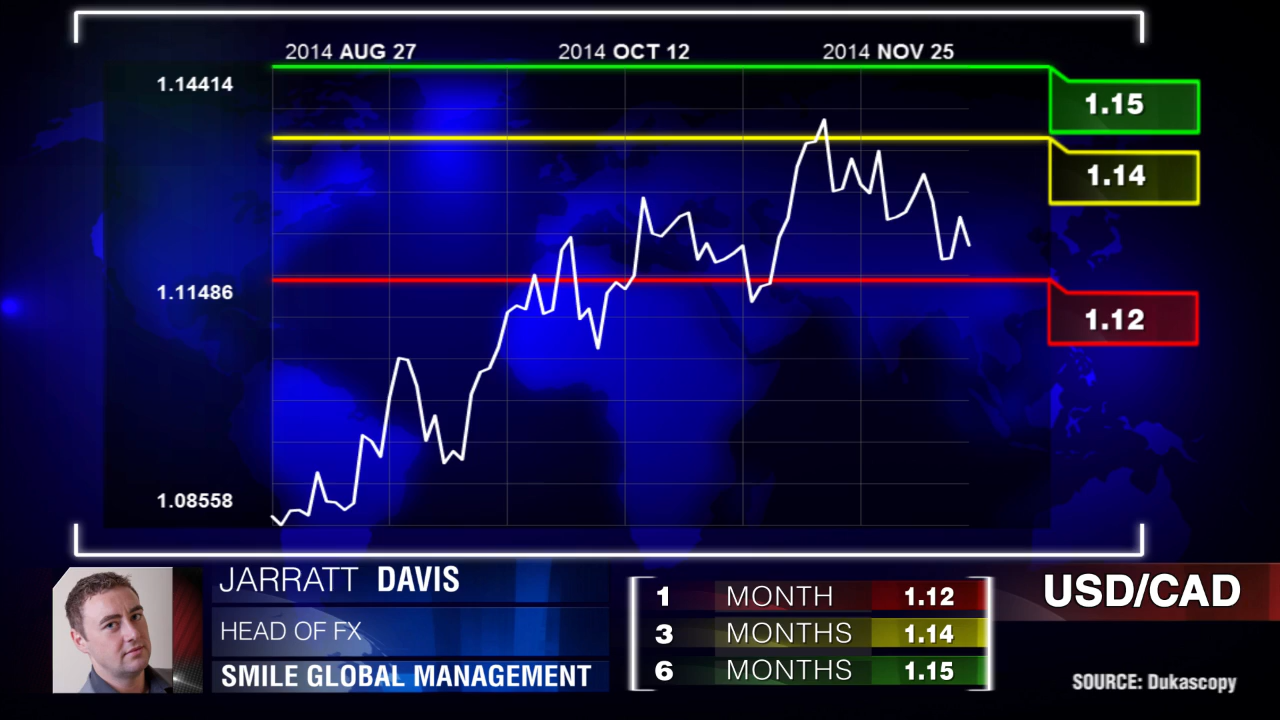 2014 AUG 27 2014 OCT 12 2014 NOV 25
1.14414
1.15
1.14
1.11486
1.12
1.08558
JARRATT DAVIS
HEAD OF FX
SMILE GLOBAL MANAGEMENT
1 MONTH 1.12
3 MONTHS 1.14
6 MONTHS 1.15
USD/CAD
SOURCE: Dukascopy